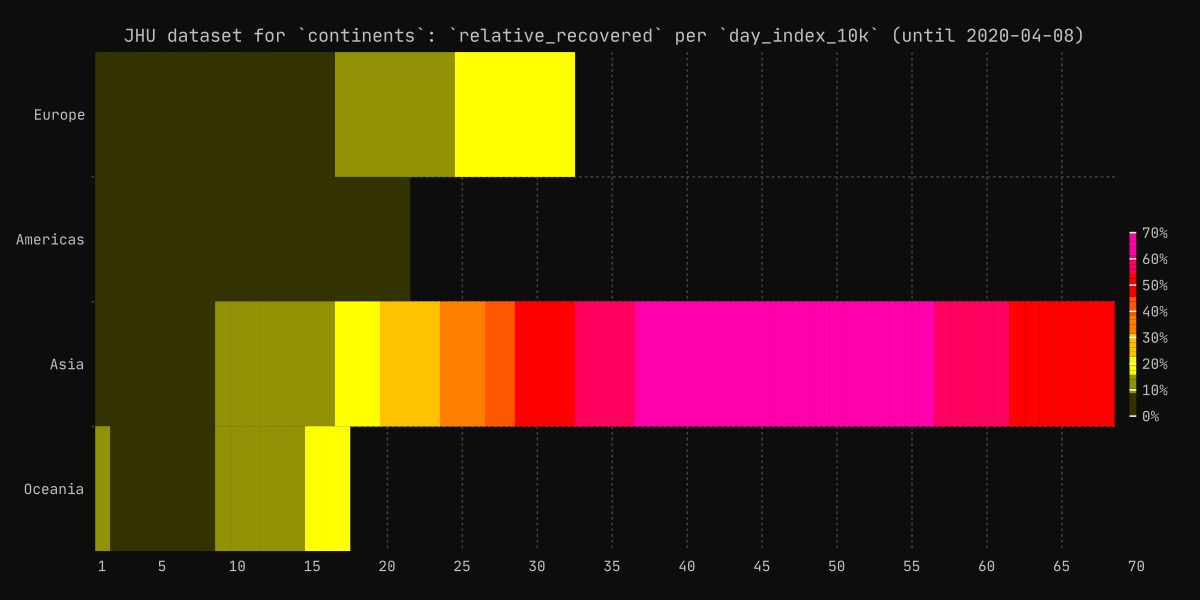 JHU dataset for `continents`: `relative_recovered` per `day_index_10k` (until 2020-04-08)
Europe
Americas
Asia
Oceania
70%
60%
50%
40%
30%
20%
10%
0%
1 5 10 15 20 25 30 35 40 45 50 55 60 65 70